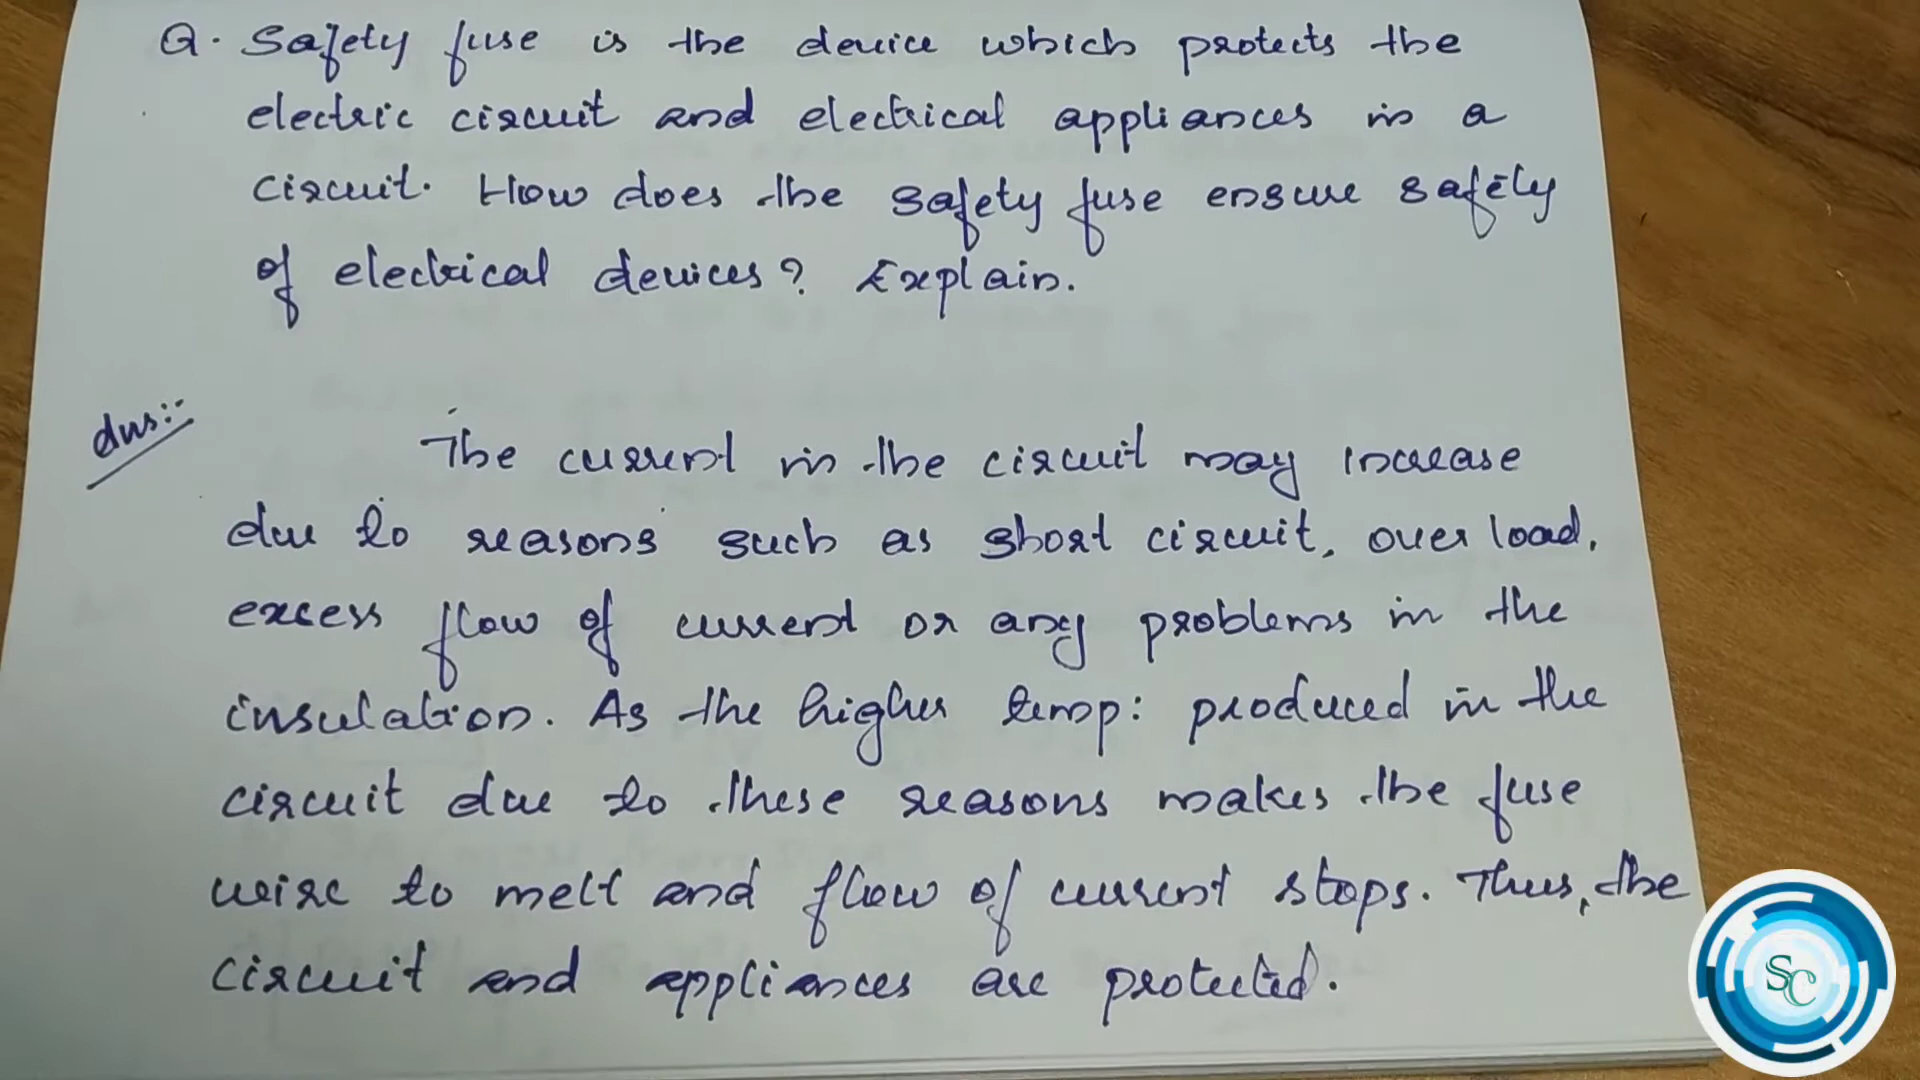 Q. Safety fuse is the device which protects the
electric circuit and electrical appliances in a
circuit. How does the safety fuse ensure safety
of electrical devices? Explain.
Ans:-
The current in the circuit may increase
due to reasons such as short circuit, over load,
excess flow of current or any problems in the
insulation. As the higher temp: produced in the
circuit due to these reasons makes the fuse
wire to melt and flow of current stops. Thus, the
circuit and appliances are protected.
SC